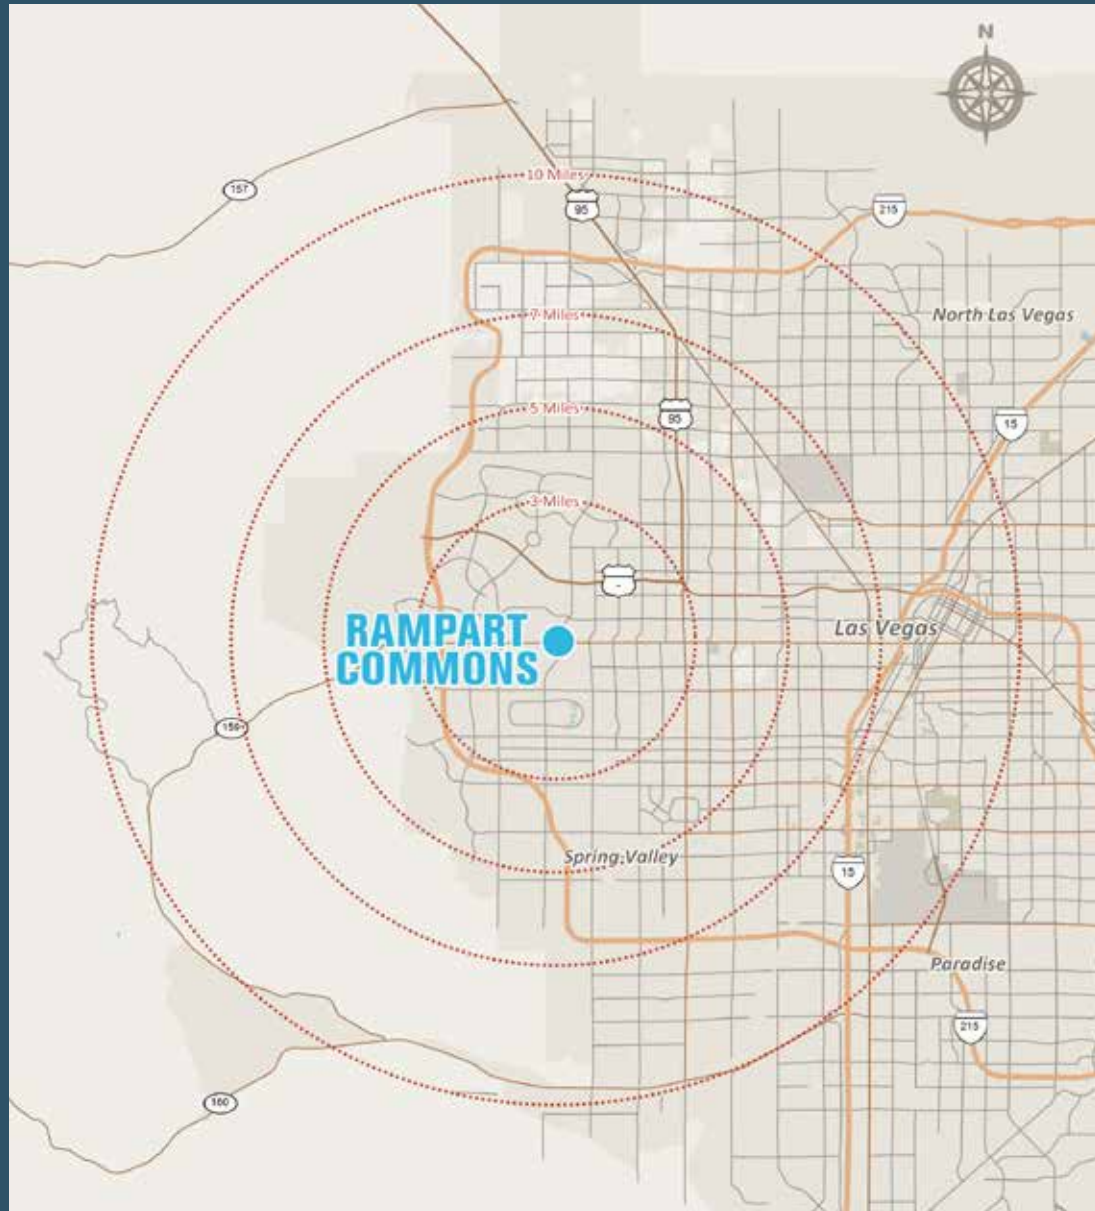 N
10 Miles
157
95
215
7 Miles
North Las Vegas
5 Miles
95
15
3 Miles
-
RAMPART
COMMONS
Las Vegas
159
Spring Valley
15
Paradise
215
160